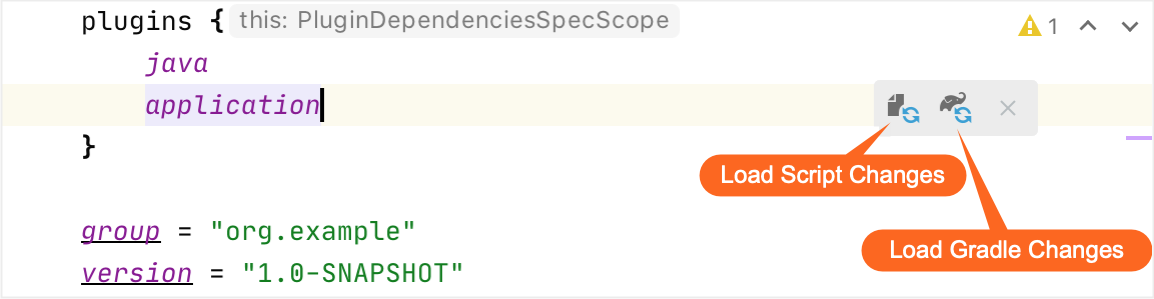 plugins { this: PluginDependenciesSpecScope
1
java
application
}
Load Script Changes
group = "org.example"
Load Gradle Changes
version = "1.0-SNAPSHOT"